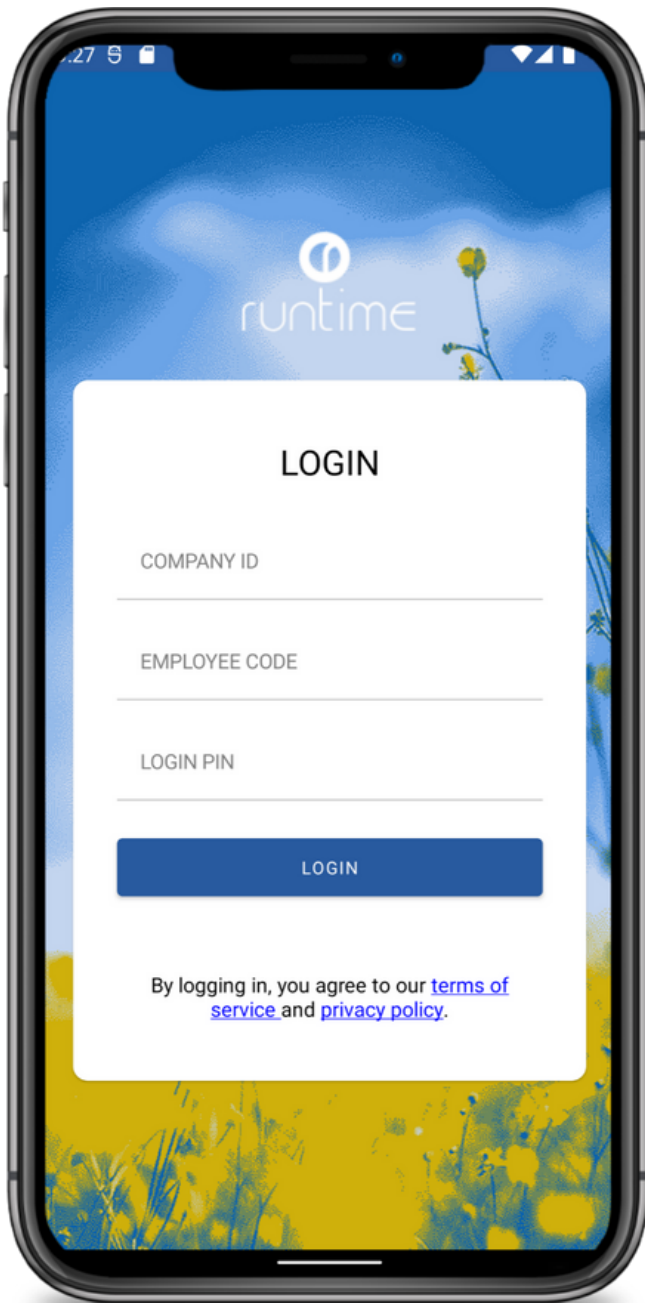 :27
runtime
LOGIN
COMPANY ID
EMPLOYEE CODE
LOGIN PIN
LOGIN
By logging in, you agree to our terms of
service and privacy policy.